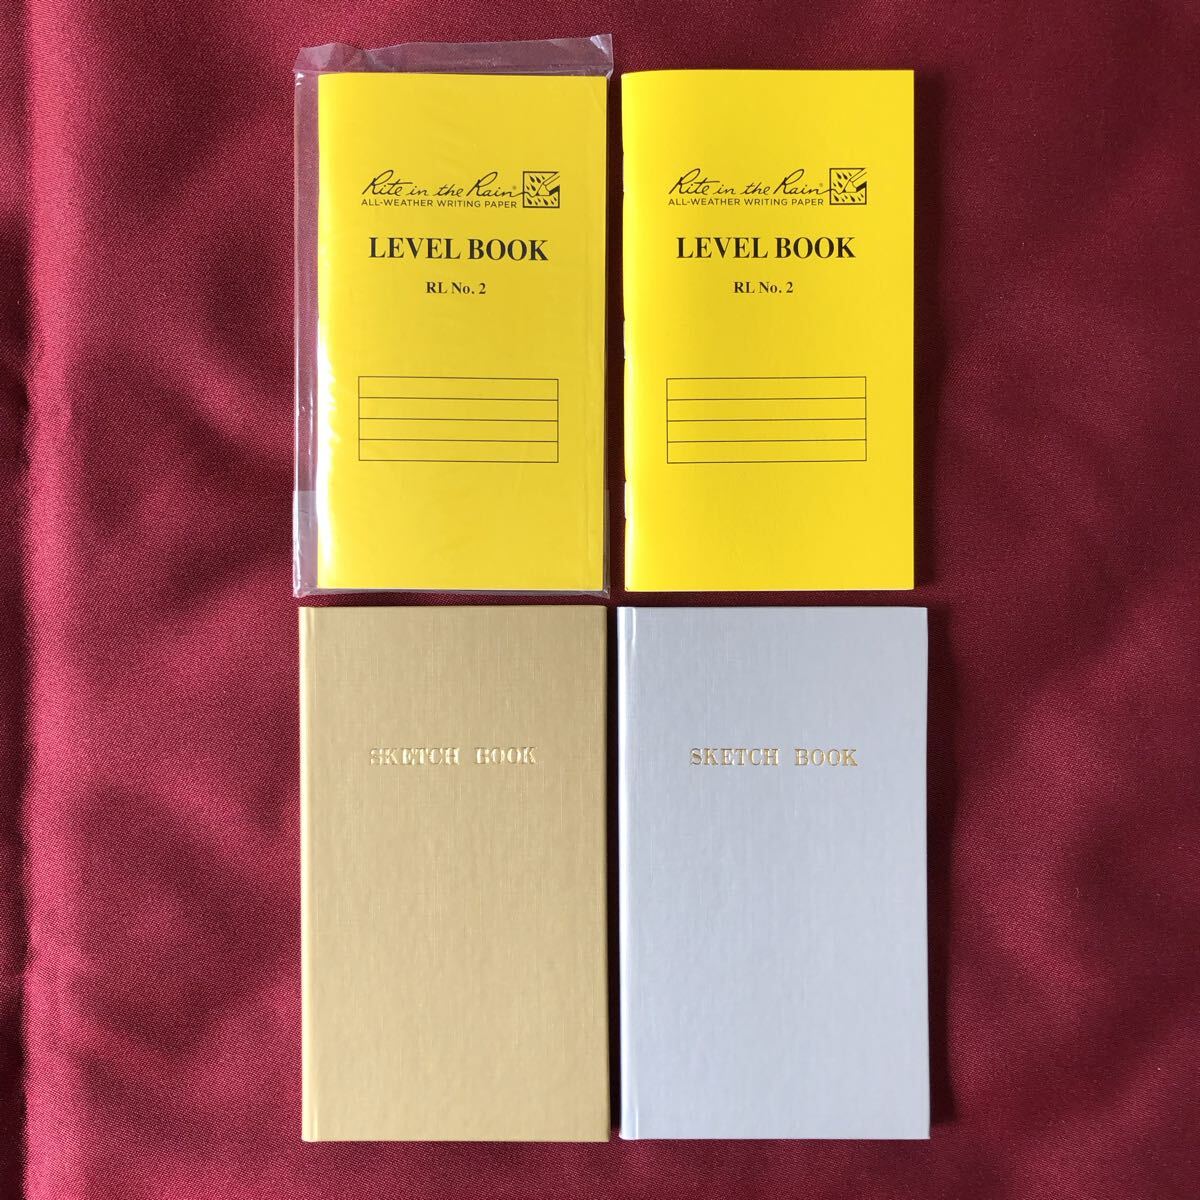 Rite in the Rain®
ALL-WEATHER WRITING PAPER
LEVEL BOOK
RL No. 2
Rite in the Rain®
ALL-WEATHER WRITING PAPER
LEVEL BOOK
RL No. 2
SKETCH BOOK
SKETCH BOOK